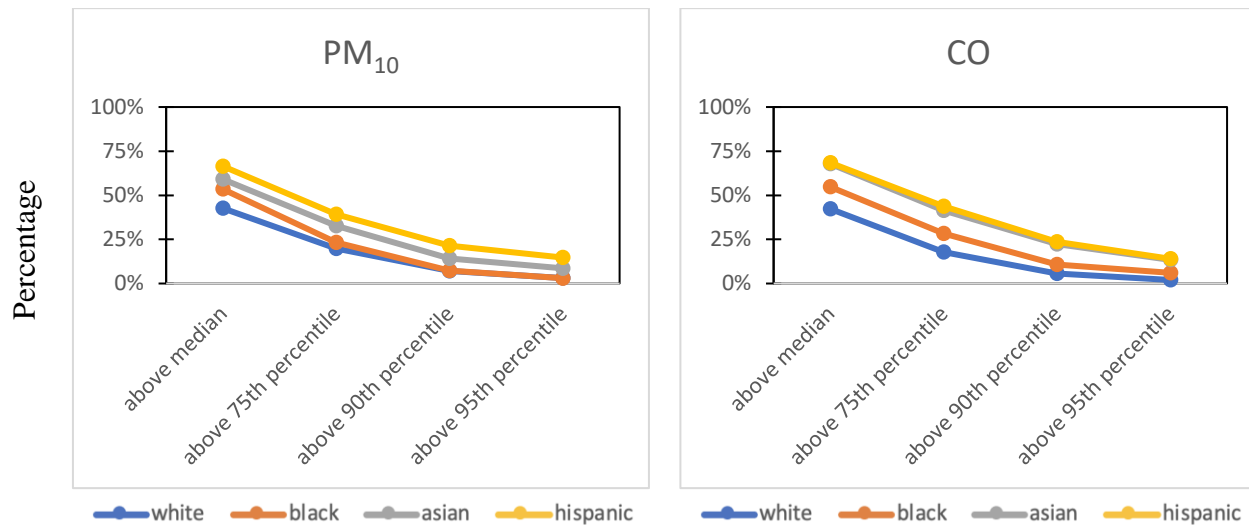 PM10
100%
75%
50%
25%
0%
Percentage
above median
above 75th percentile
above 90th percentile
above 95th percentile
white black asian hispanic
CO
100%
75%
50%
25%
0%
above median
above 75th percentile
above 90th percentile
above 95th percentile
white black asian hispanic